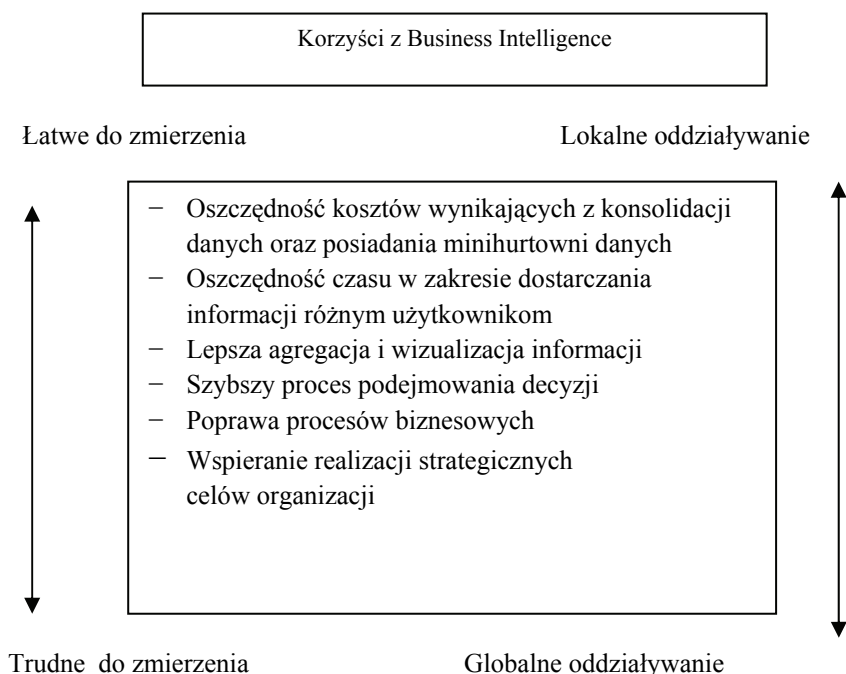 Korzyści z Business Intelligence
Łatwe do zmierzenia Lokalne oddziaływanie
− Oszczędność kosztów wynikających z konsolidacji
danych oraz posiadania minihurtowni danych
− Oszczędność czasu w zakresie dostarczania
informacji różnym użytkownikom
− Lepsza agregacja i wizualizacja informacji
− Szybszy proces podejmowania decyzji
− Poprawa procesów biznesowych
− Wspieranie realizacji strategicznych
celów organizacji
Trudne do zmierzenia Globalne oddziaływanie